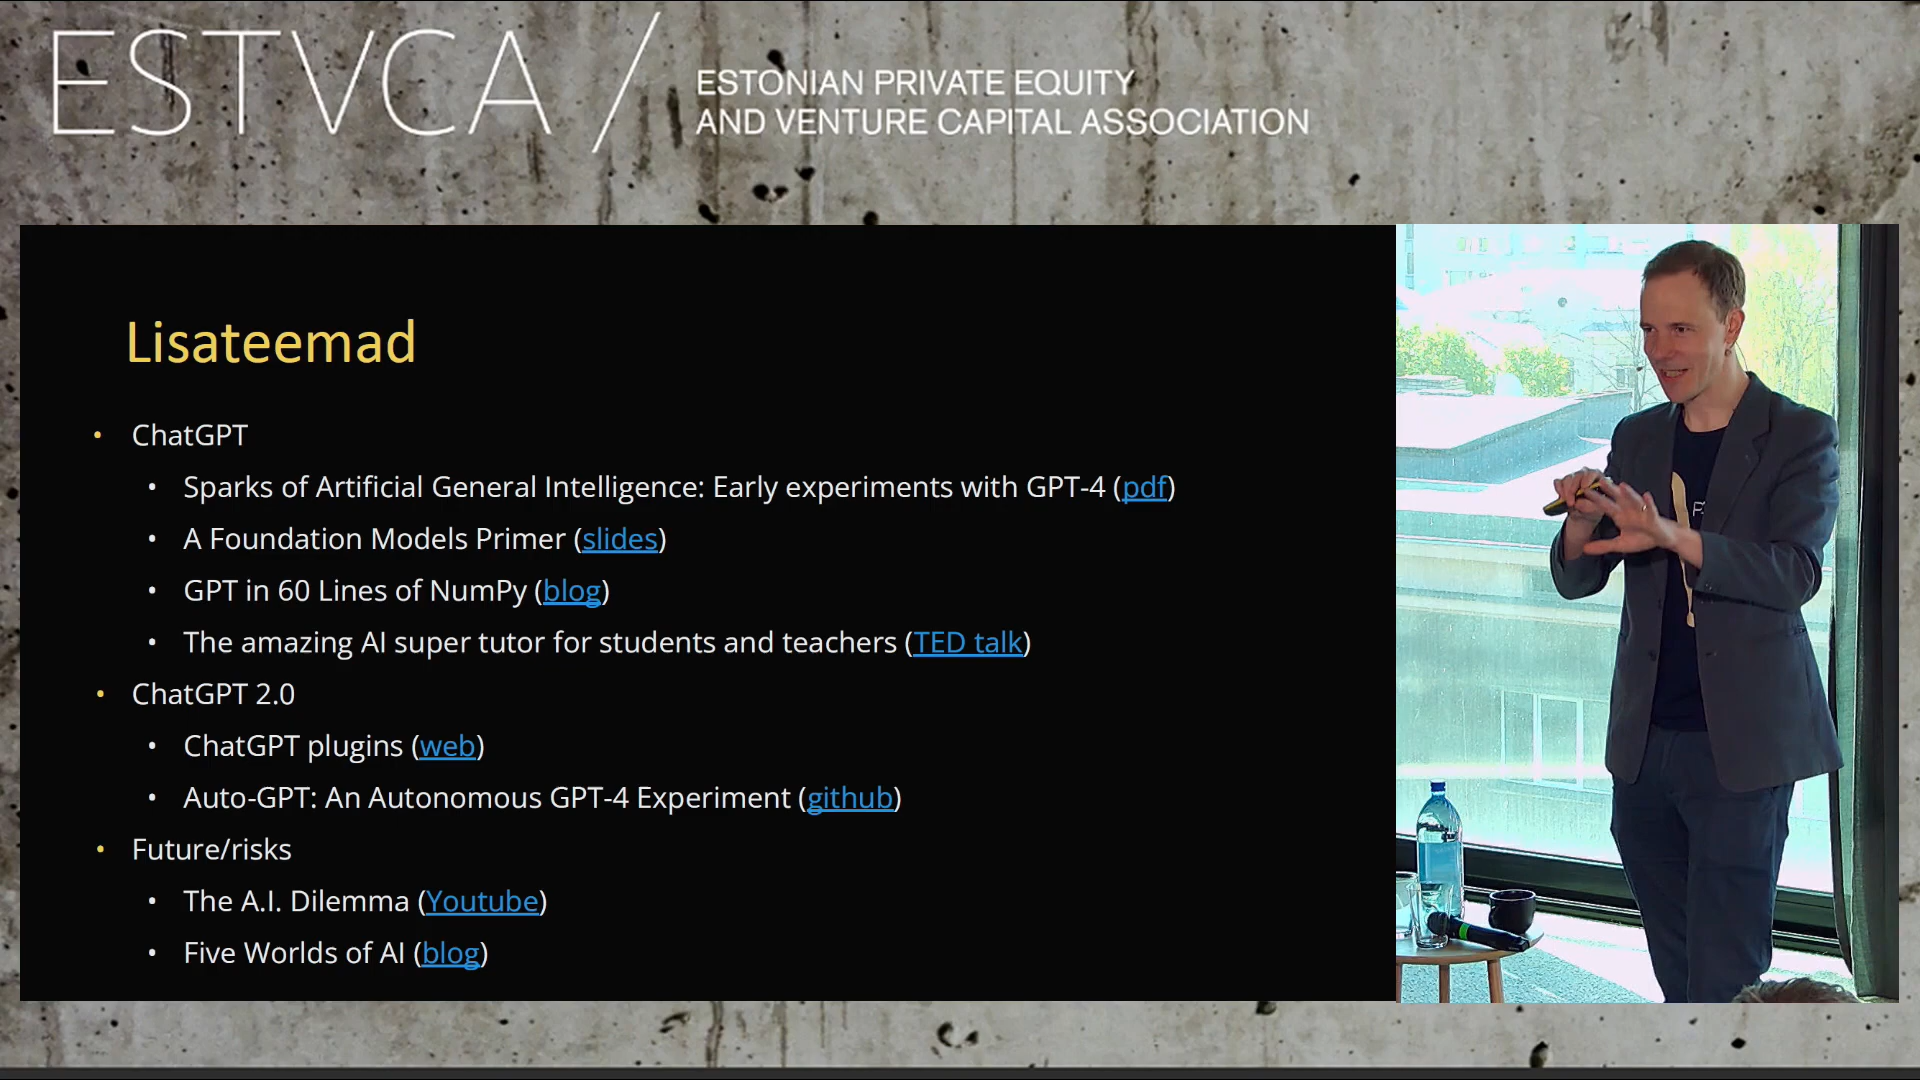 ESTVCA /
ESTONIAN PRIVATE EQUITY
AND VENTURE CAPITAL ASSOCIATION
Lisateemad
• ChatGPT
• Sparks of Artificial General Intelligence: Early experiments with GPT-4 (pdf)
• A Foundation Models Primer (slides)
• GPT in 60 Lines of NumPy (blog)
• The amazing AI super tutor for students and teachers (TED talk)
• ChatGPT 2.0
• ChatGPT plugins (web)
• Auto-GPT: An Autonomous GPT-4 Experiment (github)
• Future/risks
• The A.I. Dilemma (Youtube)
• Five Worlds of AI (blog)